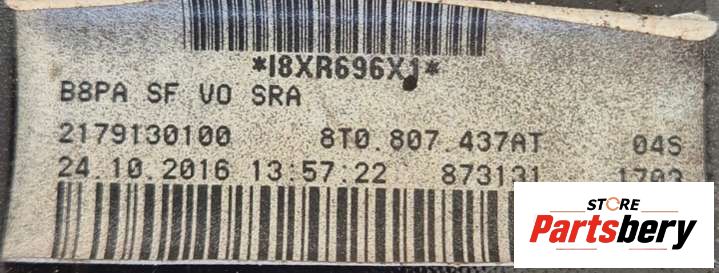 *I8XR696XJ*
B8PA SF VO SRA
2179130100 8T0.807.437AT 04S
24.10.2016 13:57:22 873131 1703
STORE
Partsbery